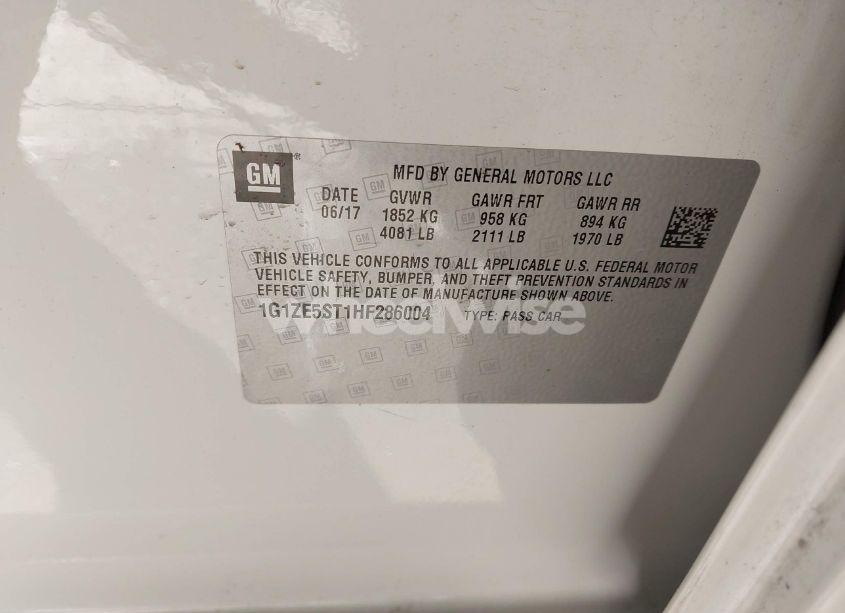 GM ®
MFD BY GENERAL MOTORS LLC
DATE GVWR GAWR FRT GAWR RR
06/17 1852 KG 958 KG 894 KG
4081 LB 2111 LB 1970 LB
THIS VEHICLE CONFORMS TO ALL APPLICABLE U.S. FEDERAL MOTOR
VEHICLE SAFETY, BUMPER, AND THEFT PREVENTION STANDARDS IN
EFFECT ON THE DATE OF MANUFACTURE SHOWN ABOVE.
1G1ZE5ST1HF286004 TYPE: PASS CAR
wheelwise